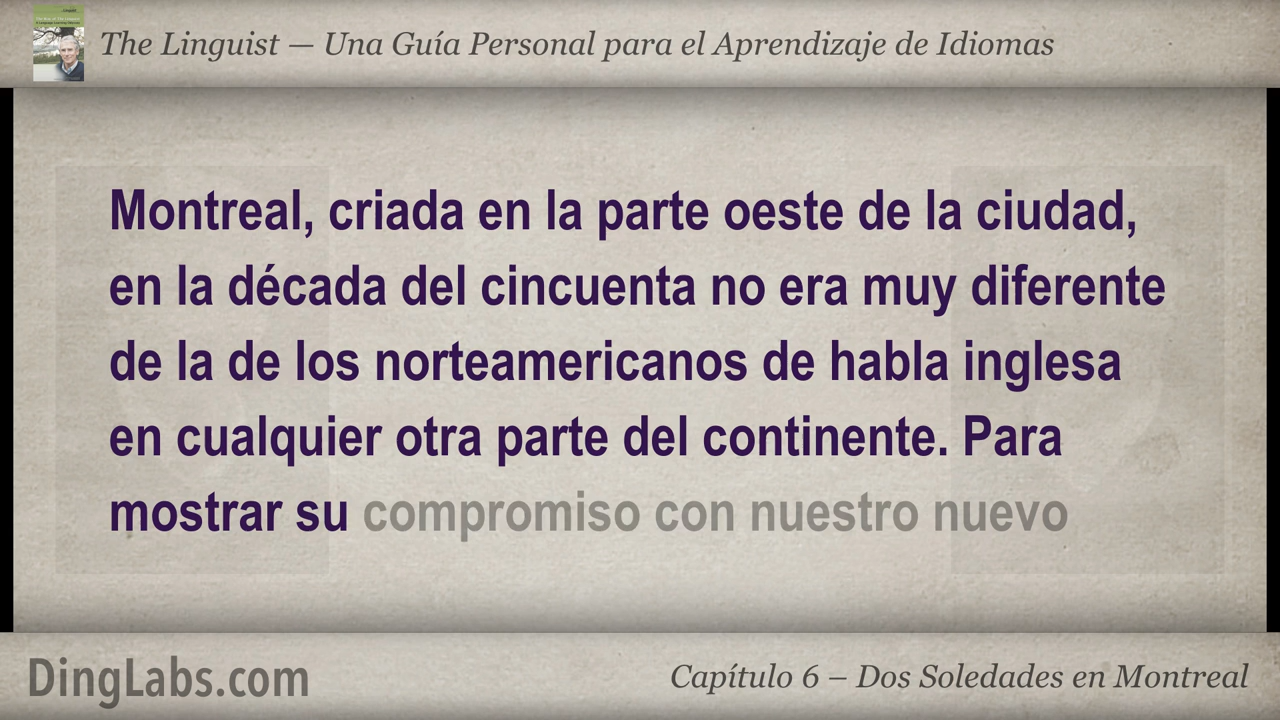 The Linguist — Una Guía Personal para el Aprendizaje de Idiomas
Montreal, criada en la parte oeste de la ciudad,
en la década del cincuenta no era muy diferente
de la de los norteamericanos de habla inglesa
en cualquier otra parte del continente. Para
mostrar su compromiso con nuestro nuevo
DingLabs.com
Capítulo 6 – Dos Soledades en Montreal